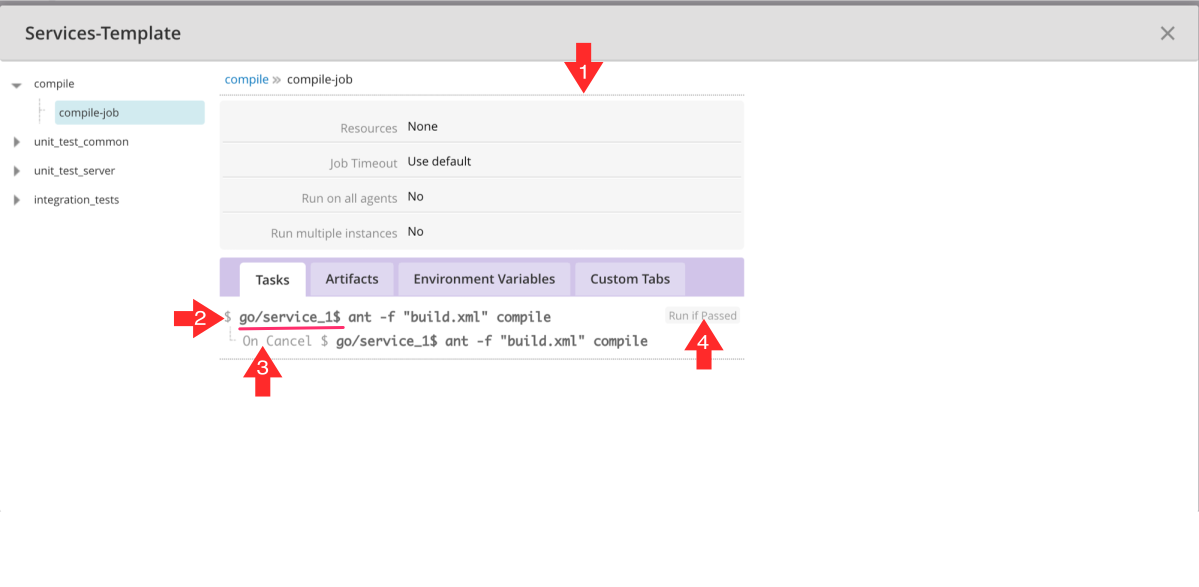 Services-Template
compile
compile-job
unit_test_common
unit_test_server
integration_tests
compile » compile-job
1
Resources None
Job Timeout Use default
Run on all agents No
Run multiple instances No
Tasks Artifacts Environment Variables Custom Tabs
2 $ go/service_1$ ant -f "build.xml" compile Run if Passed
On Cancel $ go/service_1$ ant -f "build.xml" compile 4
3